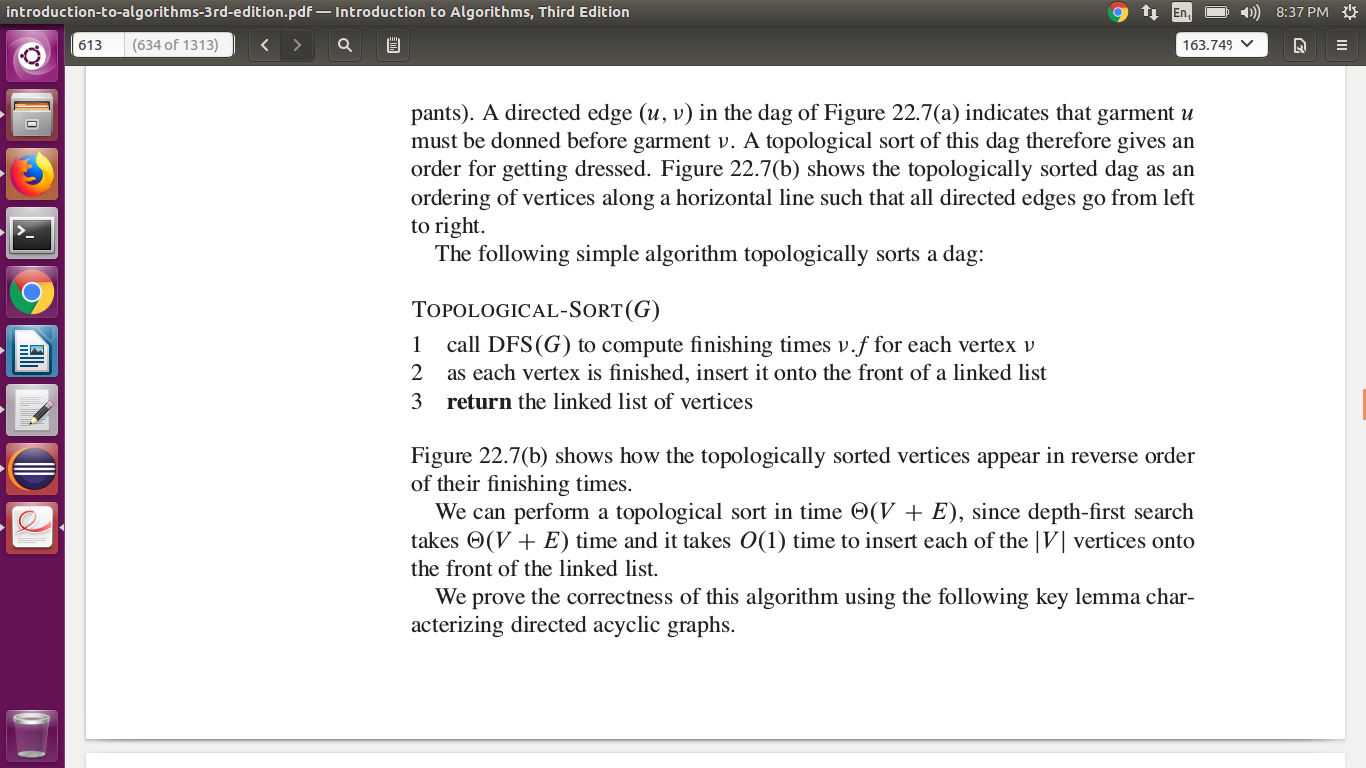 introduction-to-algorithms-3rd-edition.pdf — Introduction to Algorithms, Third Edition
En₁ 8:37 PM
613 (634 of 1313) 163.74%
pants). A directed edge (u, v) in the dag of Figure 22.7(a) indicates that garment u
must be donned before garment v. A topological sort of this dag therefore gives an
order for getting dressed. Figure 22.7(b) shows the topologically sorted dag as an
ordering of vertices along a horizontal line such that all directed edges go from left
to right.
The following simple algorithm topologically sorts a dag:
TOPOLOGICAL-SORT(G)
1 call DFS(G) to compute finishing times v.f for each vertex v
2 as each vertex is finished, insert it onto the front of a linked list
3 return the linked list of vertices
Figure 22.7(b) shows how the topologically sorted vertices appear in reverse order
of their finishing times.
We can perform a topological sort in time Θ(V + E), since depth-first search
takes Θ(V + E) time and it takes O(1) time to insert each of the |V| vertices onto
the front of the linked list.
We prove the correctness of this algorithm using the following key lemma char-
acterizing directed acyclic graphs.